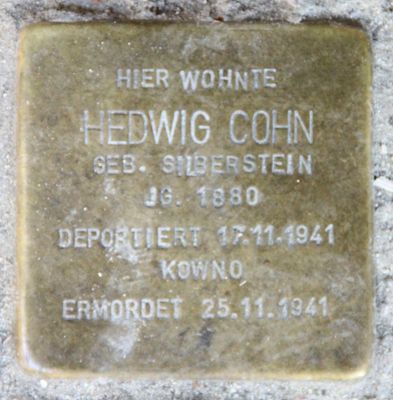 HIER WOHNTE
HEDWIG COHN
GEB. SILBERSTEIN
JG. 1880
DEPORTIERT 17.11.1941
KOWNO
ERMORDET 25.11.1941